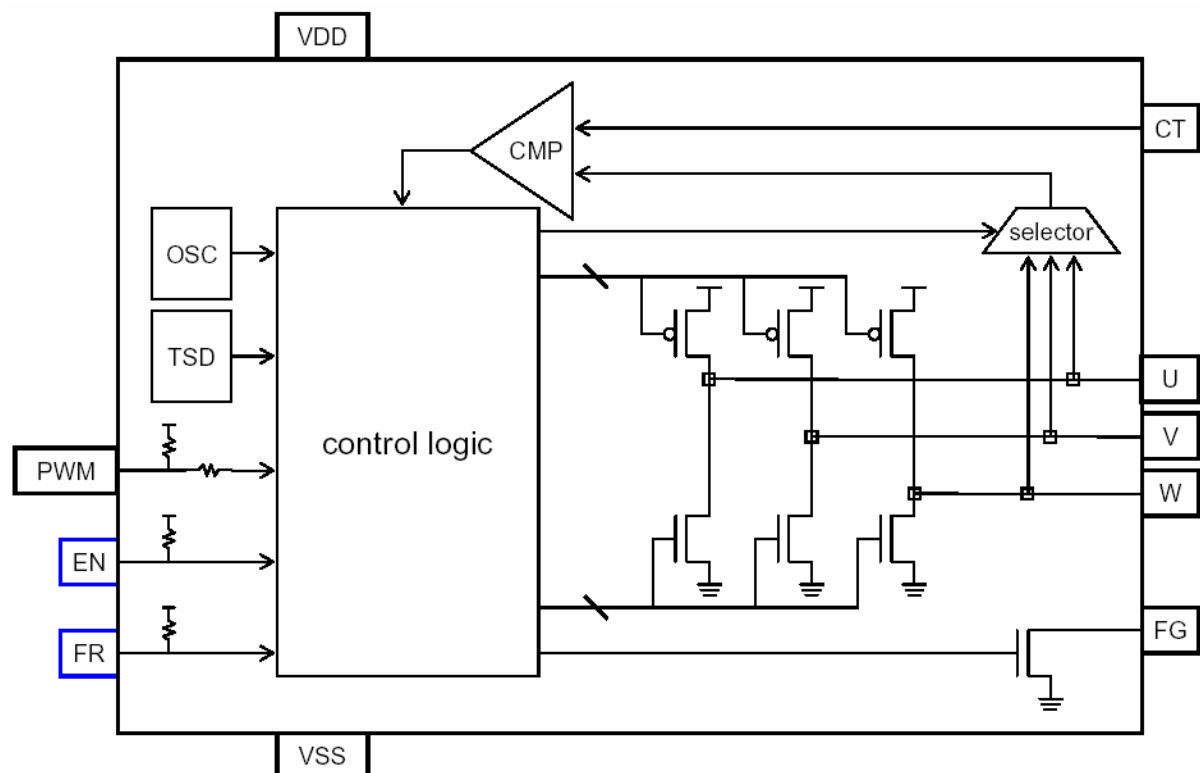 VDD
CT
CMP
OSC
selector
TSD
U
control logic
V
PWM
W
EN
FG
FR
VSS